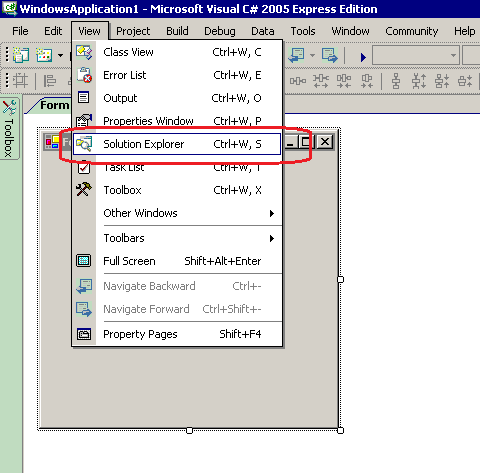 WindowsApplication1 - Microsoft Visual C# 2005 Express Edition
File Edit View Project Build Debug Data Tools Window Community Help
Class View Ctrl+W, C
Error List Ctrl+W, E
Output Ctrl+W, O
Form
Properties Window Ctrl+W, P
Toolbox
Solution Explorer Ctrl+W, S
Task List Ctrl+W, T
Toolbox Ctrl+W, X
Other Windows
Toolbars
Full Screen Shift+Alt+Enter
Navigate Backward Ctrl+-
Navigate Forward Ctrl+Shift+-
Property Pages Shift+F4